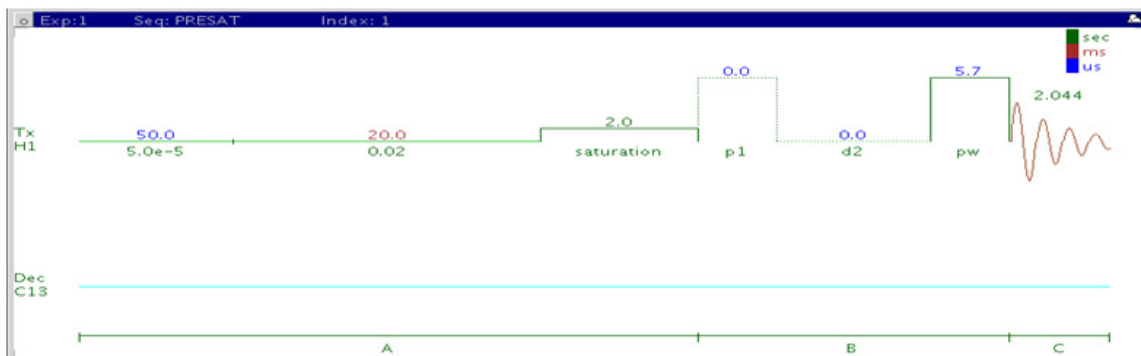 Exp:1 Seq: PRESAT Index: 1
sec
ms
us
0.0 5.7
2.044
50.0 20.0 2.0 0.0
Tx
H1
5.0e-5 0.02 saturation p1 d2 pw
Dec
C13
A B C